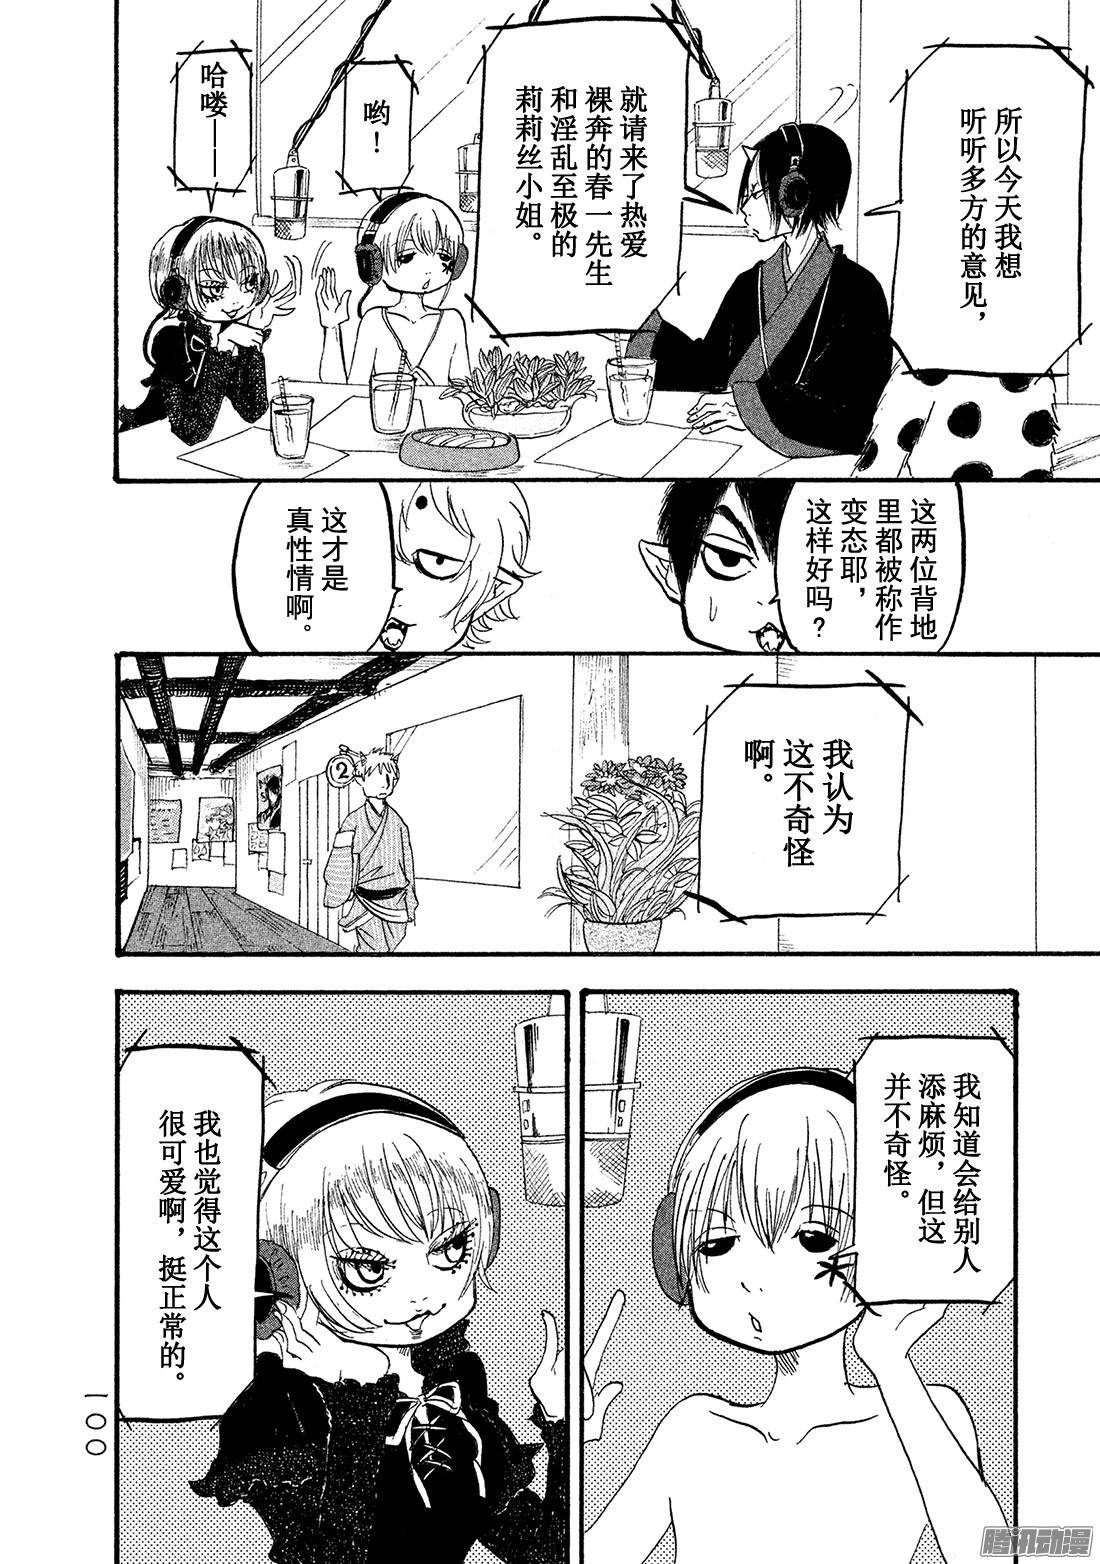 所以今天我想
听听多方的意见，
就请来了热爱
裸奔的春一先生
和淫乱至极的
莉莉丝小姐。
哟！
哈喽——
这两位背地
里都被称作
变态耶，
这样好吗？
这才是
真性情啊。
我认为
这不奇怪
啊。
2
我知道会给别人
添麻烦，但这
并不奇怪。
我也觉得这个人
很可爱啊，挺正常的。
100
腾讯动漫